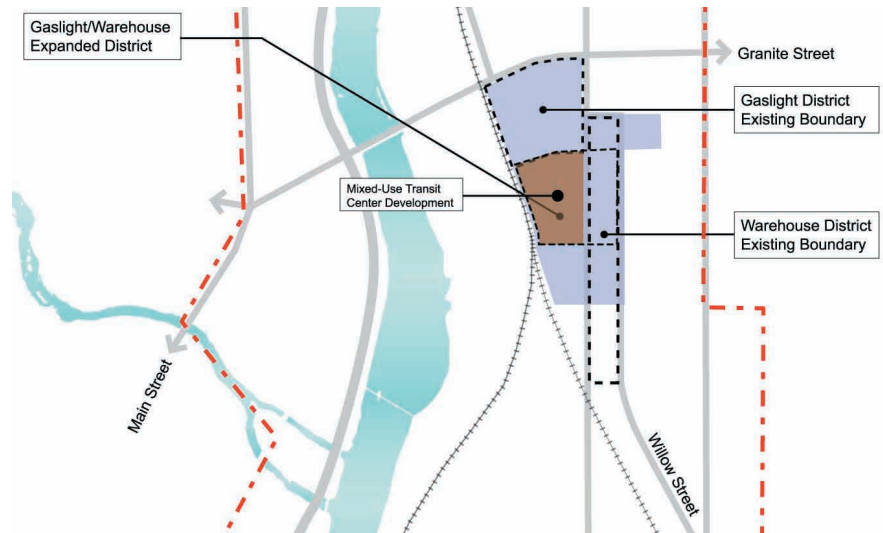 Gaslight/Warehouse
Expanded District
Granite Street
Gaslight District
Existing Boundary
Mixed-Use Transit
Center Development
Warehouse District
Existing Boundary
Main Street
Willow Street